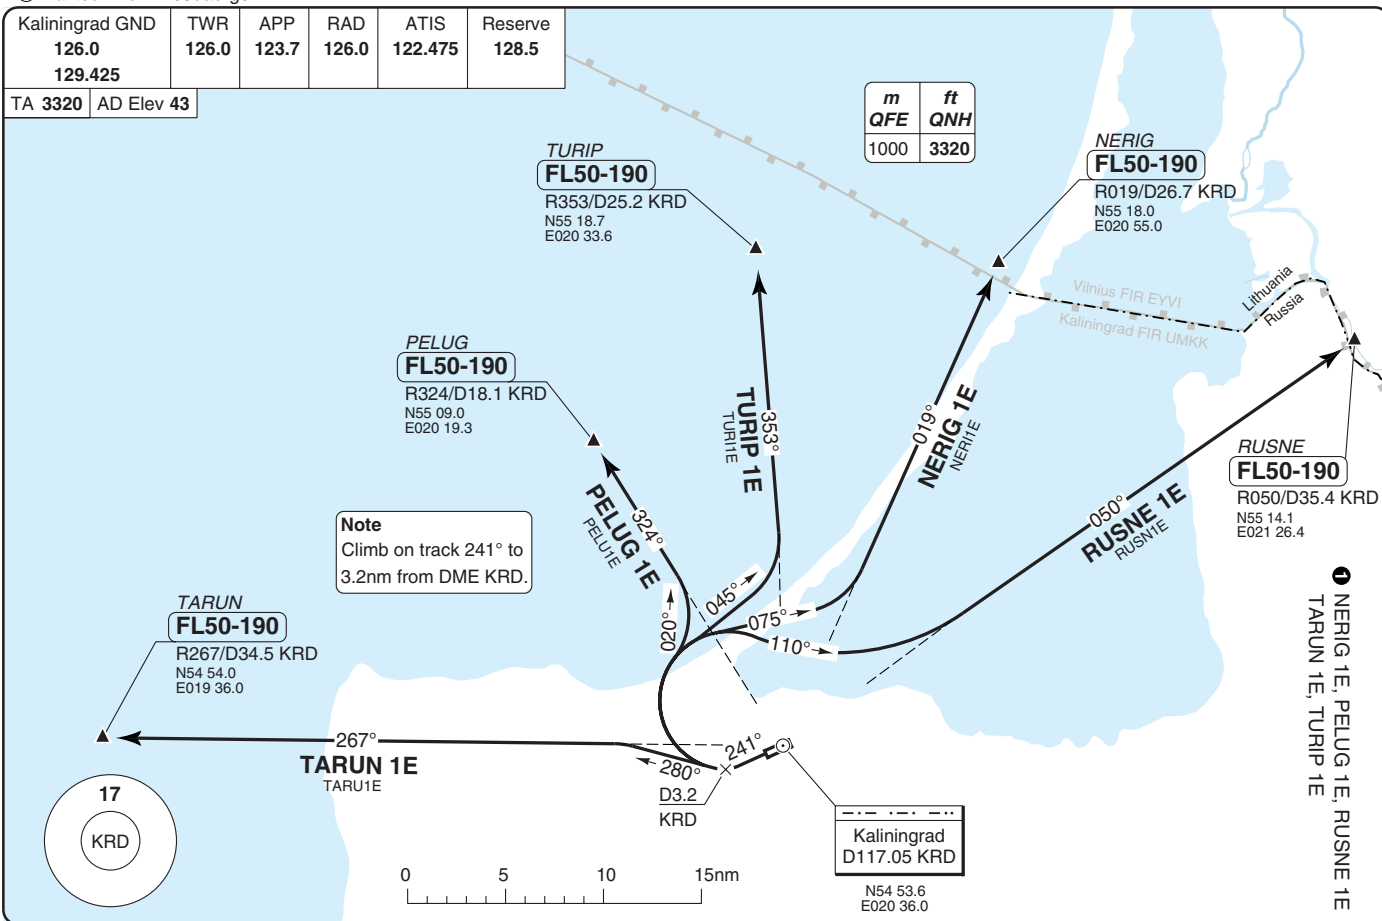 Kaliningrad GND
126.0
129.425
TWR
126.0
APP
123.7
RAD
126.0
ATIS
122.475
Reserve
128.5
TA 3320
AD Elev 43
m
QFE
ft
QNH
1000
3320
TURIP
FL50-190
R353/D25.2 KRD
N55 18.7
E020 33.6
NERIG
FL50-190
R019/D26.7 KRD
N55 18.0
E020 55.0
Vilnius FIR EYVI
Kaliningrad FIR UMKK
Lithuania
Russia
PELUG
FL50-190
R324/D18.1 KRD
N55 09.0
E020 19.3
RUSNE
FL50-190
R050/D35.4 KRD
N55 14.1
E021 26.4
Note
Climb on track 241° to
3.2nm from DME KRD.
TARUN
FL50-190
R267/D34.5 KRD
N54 54.0
E019 36.0
324°
PELUG 1E
PELU1E
353°
TURIP 1E
TURI1E
019°
NERIG 1E
NERI1E
050°
RUSNE 1E
RUSN1E
020°
045°
075°
110°
267°
TARUN 1E
TARU1E
280°
241°
D3.2
KRD
Kaliningrad
D117.05 KRD
N54 53.6
E020 36.0
17
KRD
0 5 10 15nm
❶ NERIG 1E, PELUG 1E, RUSNE 1E
TARUN 1E, TURIP 1E